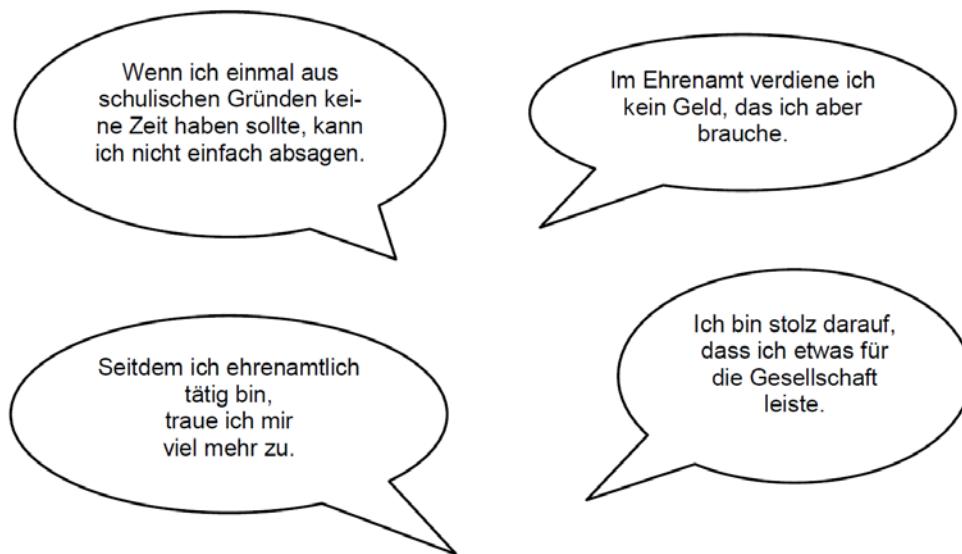 Wenn ich einmal aus
schulischen Gründen kei-
ne Zeit haben sollte, kann
ich nicht einfach absagen.
Im Ehrenamt verdiene ich
kein Geld, das ich aber
brauche.
Seitdem ich ehrenamtlich
tätig bin,
traue ich mir
viel mehr zu.
Ich bin stolz darauf,
dass ich etwas für
die Gesellschaft
leiste.